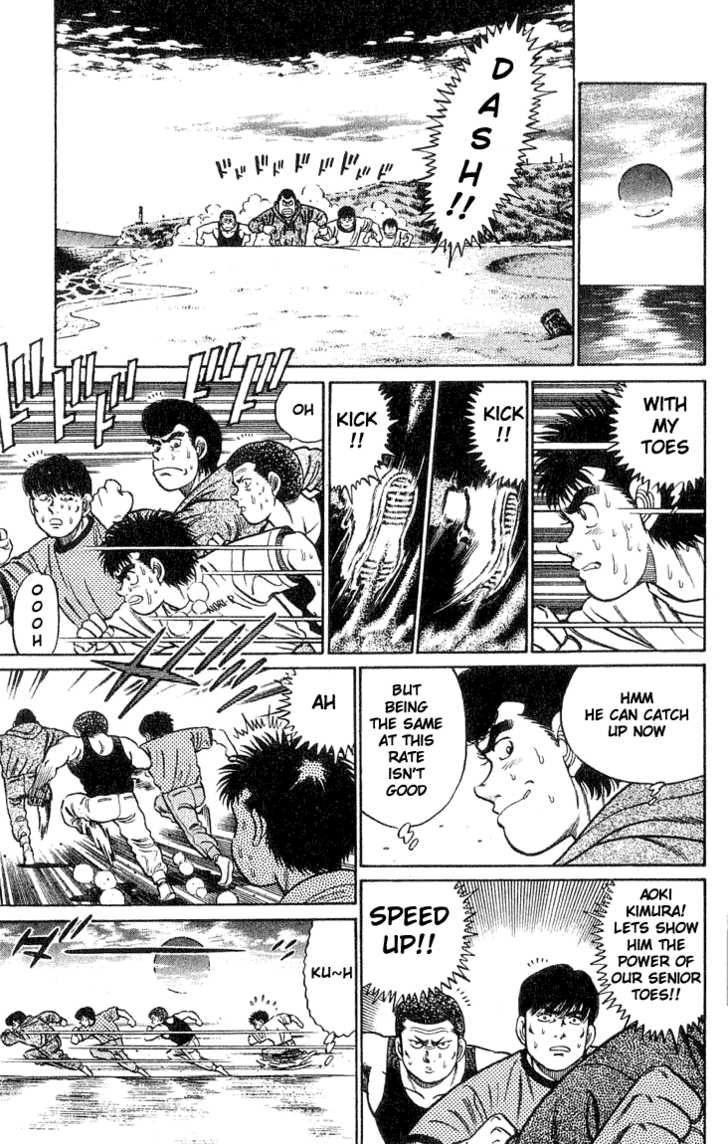 DASH!!
ドドドドドドド
WITH
MY
TOES
KICK
!!
KICK
!!
OH
OOOH
HMM
HE CAN CATCH
UP NOW
BUT
BEING
THE SAME
AT THIS
RATE
ISN'T
GOOD
AH
AOKI
KIMURA!
LETS SHOW
HIM THE
POWER OF
OUR SENIOR
TOES!!
SPEED
UP!!
KU~H